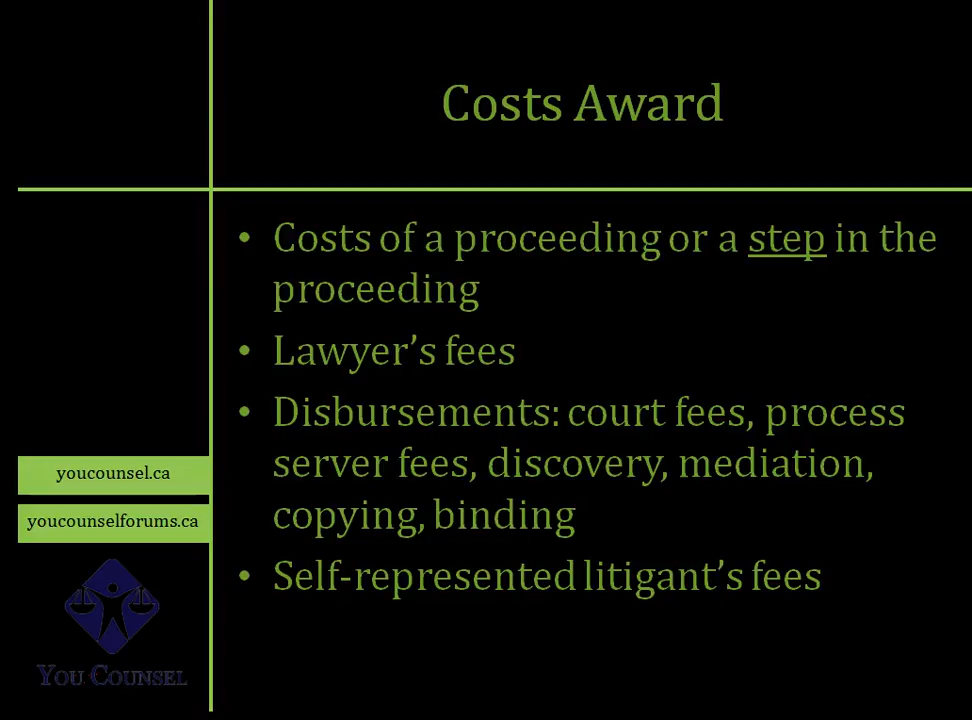 Costs Award
• Costs of a proceeding or a step in the
proceeding
• Lawyer’s fees
• Disbursements: court fees, process
server fees, discovery, mediation,
copying, binding
• Self-represented litigant’s fees
youcounsel.ca
youcounselforums.ca
YOU COUNSEL